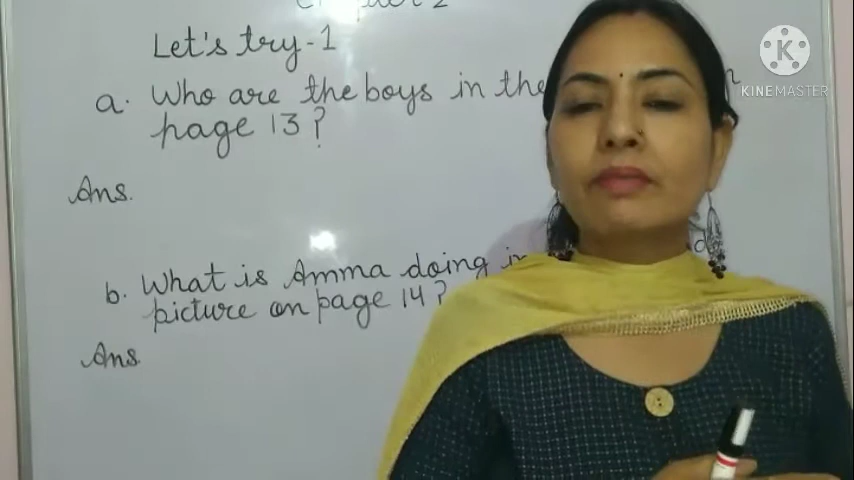 Let's try-1
a. Who are the boys in the
page 13?
Ans.
b. What is Amma doing in
picture on page 14?
Ans
K
KINEMASTER